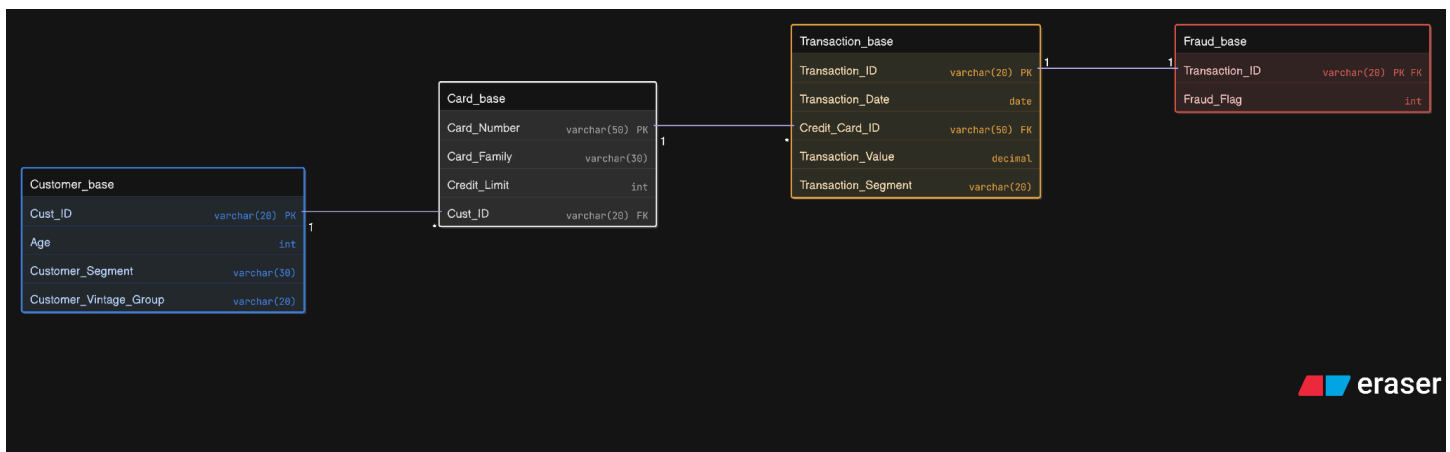 Customer_base
Cust_ID varchar(20) PK
Age int
Customer_Segment varchar(30)
Customer_Vintage_Group varchar(20)
1
*
Card_base
Card_Number varchar(50) PK
Card_Family varchar(30)
Credit_Limit int
Cust_ID varchar(20) FK
1
*
Transaction_base
Transaction_ID varchar(20) PK
Transaction_Date date
Credit_Card_ID varchar(50) FK
Transaction_Value decimal
Transaction_Segment varchar(20)
1
1
Fraud_base
Transaction_ID varchar(20) PK FK
Fraud_Flag int
eraser